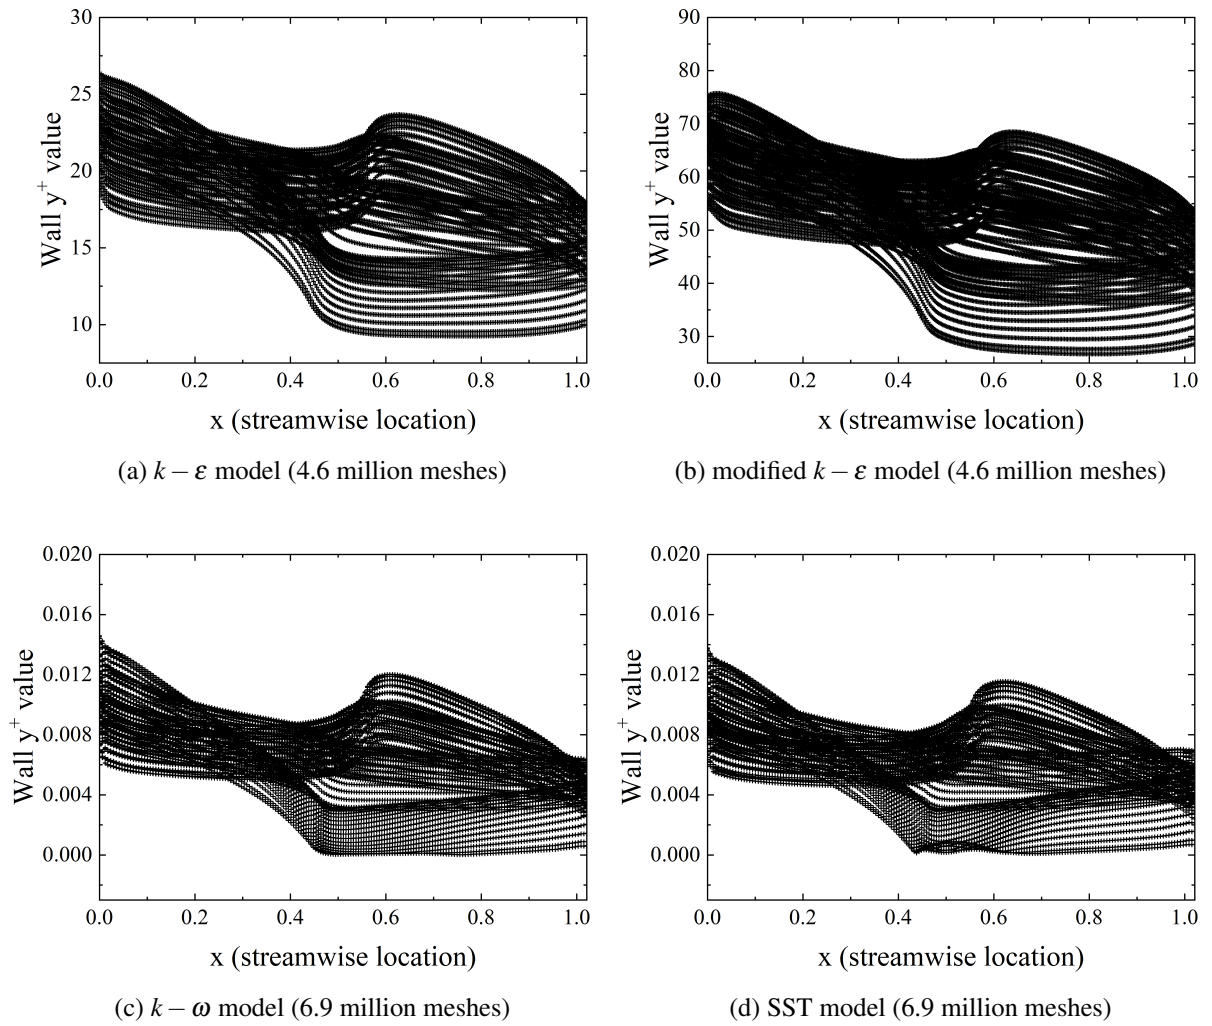 30
25
20
15
10
Wall y⁺ value
0.0 0.2 0.4 0.6 0.8 1.0
x (streamwise location)
(a) k − ε model (4.6 million meshes)
90
80
70
60
50
40
30
Wall y⁺ value
0.0 0.2 0.4 0.6 0.8 1.0
x (streamwise location)
(b) modified k − ε model (4.6 million meshes)
0.020
0.016
0.012
0.008
0.004
0.000
Wall y⁺ value
0.0 0.2 0.4 0.6 0.8 1.0
x (streamwise location)
(c) k − ω model (6.9 million meshes)
0.020
0.016
0.012
0.008
0.004
0.000
Wall y⁺ value
0.0 0.2 0.4 0.6 0.8 1.0
x (streamwise location)
(d) SST model (6.9 million meshes)